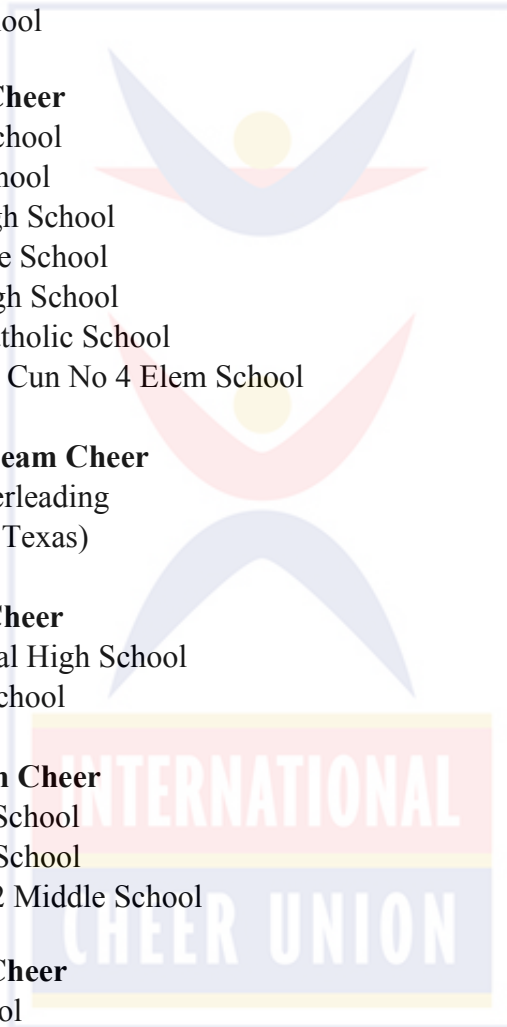 ool
Cheer
chool
hool
gh School
e School
gh School
tholic School
Cun No 4 Elem School
eam Cheer
erleading
Texas)
Cheer
al High School
chool
n Cheer
School
School
2 Middle School
Cheer
ol
INTERNATIONAL
CHEER UNION